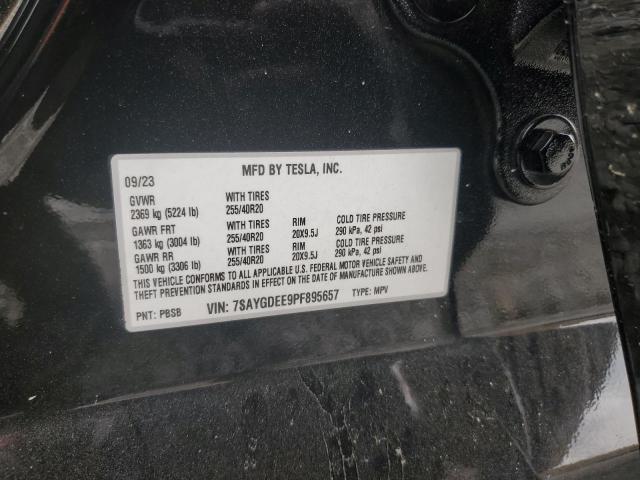 MFD BY TESLA, INC.
09/23
GVWR WITH TIRES
2369 kg (5224 lb) 255/40R20
GAWR FRT WITH TIRES RIM COLD TIRE PRESSURE
1363 kg (3004 lb) 255/40R20 20X9.5J 290 kPa, 42 psi
GAWR RR WITH TIRES RIM COLD TIRE PRESSURE
1500 kg (3306 lb) 255/40R20 20X9.5J 290 kPa, 42 psi
THIS VEHICLE CONFORMS TO ALL APPLICABLE U.S. FEDERAL MOTOR VEHICLE SAFETY AND
THEFT PREVENTION STANDARDS IN EFFECT ON THE DATE OF MANUFACTURE SHOWN ABOVE.
PNT: PBSB VIN: 7SAYGDEE9PF895657 TYPE: MPV